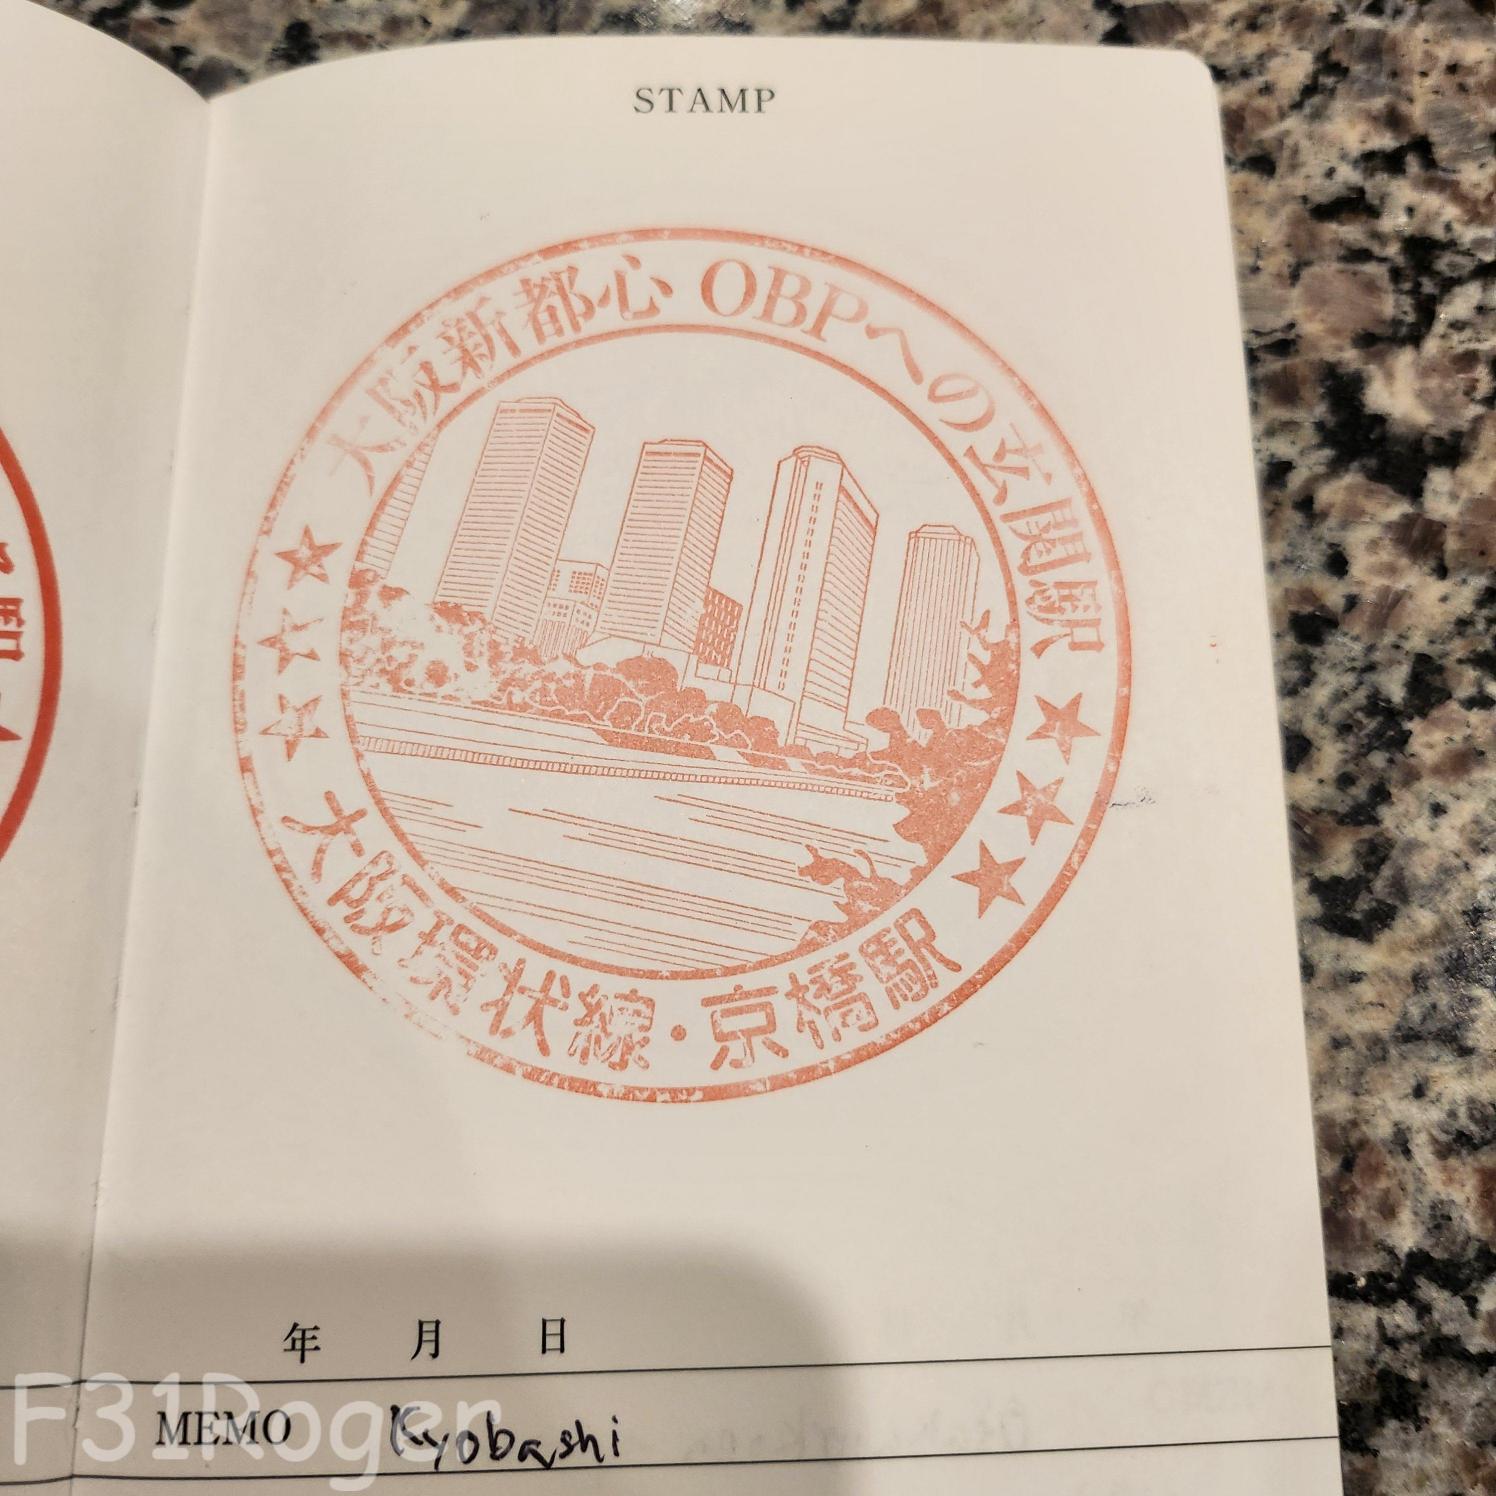 STAMP
大阪新都心 OBPへの玄関駅
大阪環状線・京橋駅
年 月 日
MEMO Kyobashi
F31Roger